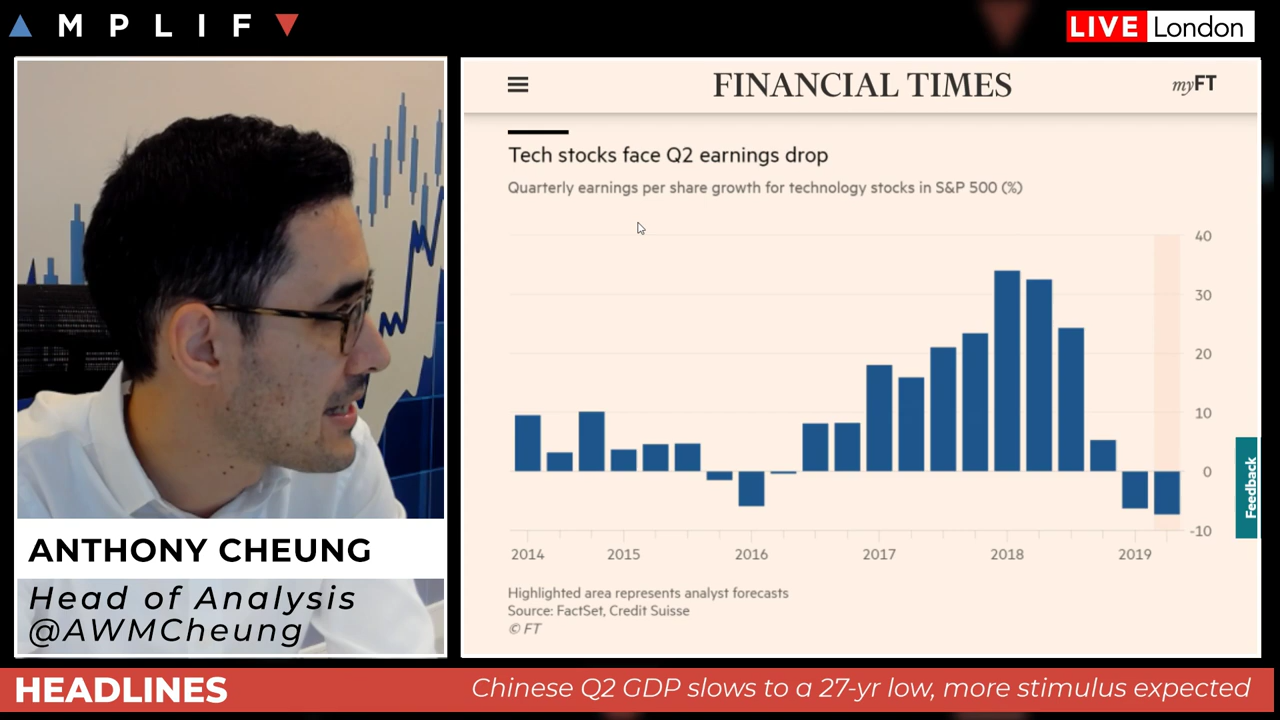 MPLIF
LIVE London
FINANCIAL TIMES
myFT
Tech stocks face Q2 earnings drop
Quarterly earnings per share growth for technology stocks in S&P 500 (%)
40
30
20
10
0
-10
2014 2015 2016 2017 2018 2019
Highlighted area represents analyst forecasts
Source: FactSet, Credit Suisse
© FT
Feedback
ANTHONY CHEUNG
Head of Analysis
@AWMCheung
HEADLINES
Chinese Q2 GDP slows to a 27-yr low, more stimulus expected